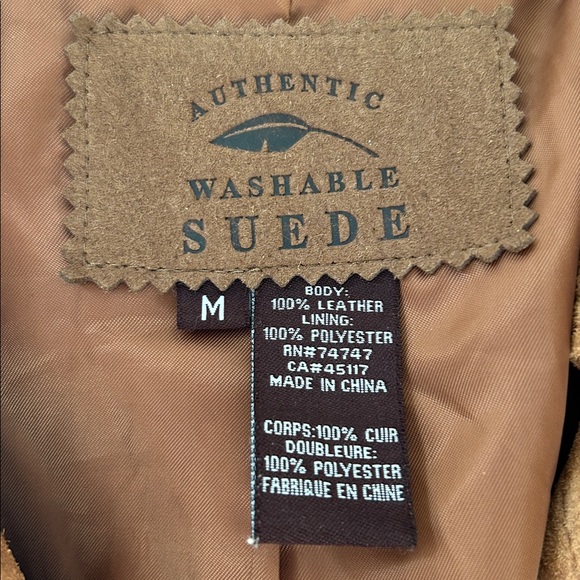 AUTHENTIC
WASHABLE
SUEDE
M
BODY:
100% LEATHER
LINING:
100% POLYESTER
RN#74747
CA#45117
MADE IN CHINA
CORPS:100% CUIR
DOUBLEURE:
100% POLYESTER
FABRIQUE EN CHINE